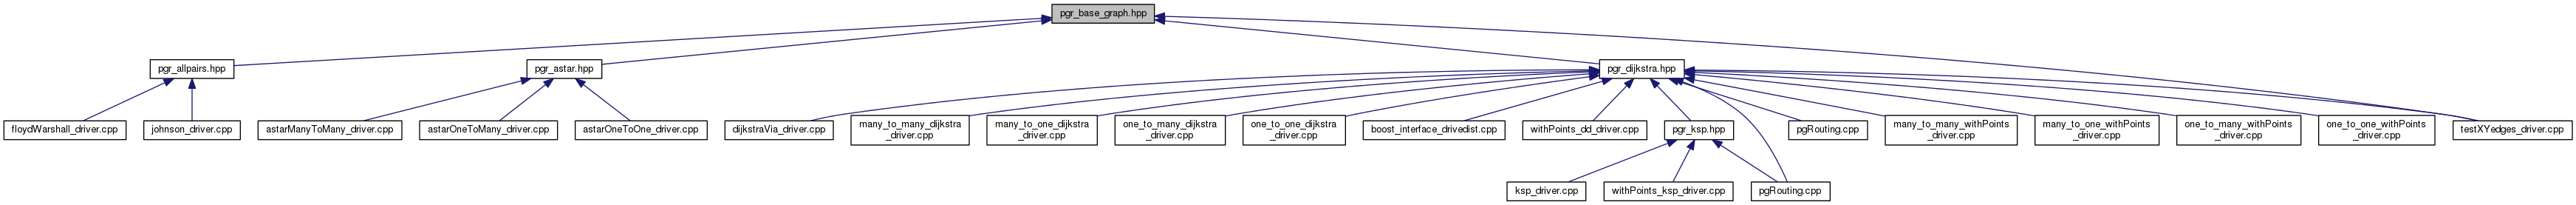 pgr_base_graph.hpp
pgr_allpairs.hpp
pgr_astar.hpp
pgr_dijkstra.hpp
floydWarshall_driver.cpp
johnson_driver.cpp
astarManyToMany_driver.cpp
astarOneToMany_driver.cpp
astarOneToOne_driver.cpp
dijkstraVia_driver.cpp
many_to_many_dijkstra
_driver.cpp
many_to_one_dijkstra
_driver.cpp
one_to_many_dijkstra
_driver.cpp
one_to_one_dijkstra
_driver.cpp
boost_interface_drivedist.cpp
withPoints_dd_driver.cpp
pgr_ksp.hpp
pgRouting.cpp
many_to_many_withPoints
_driver.cpp
many_to_one_withPoints
_driver.cpp
one_to_many_withPoints
_driver.cpp
one_to_one_withPoints
_driver.cpp
testXYedges_driver.cpp
ksp_driver.cpp
withPoints_ksp_driver.cpp
pgRouting.cpp